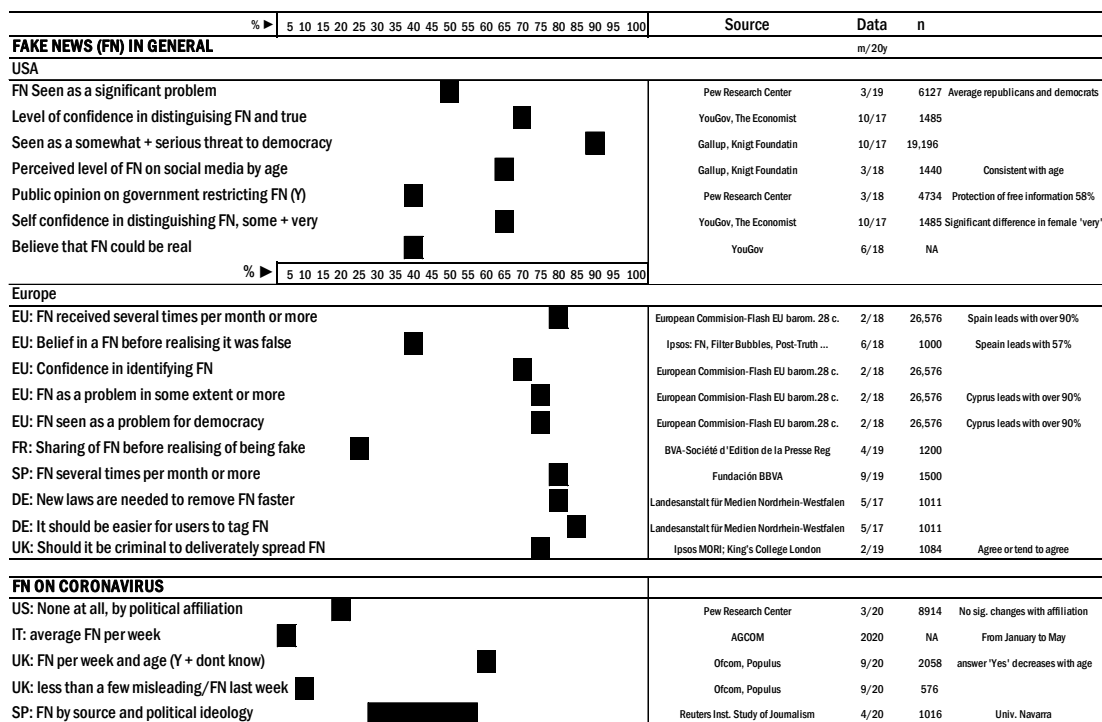 % ► 5 10 15 20 25 30 35 40 45 50 55 60 65 70 75 80 85 90 95 100 Source Data n
FAKE NEWS (FN) IN GENERAL m/20y
USA
FN Seen as a significant problem Pew Research Center 3/19 6127 Average republicans and democrats
Level of confidence in distinguising FN and true YouGov, The Economist 10/17 1485
Seen as a somewhat + serious threat to democracy Gallup, Knigt Foundatin 10/17 19,196
Perceived level of FN on social media by age Gallup, Knigt Foundatin 3/18 1440 Consistent with age
Public opinion on government restricting FN (Y) Pew Research Center 3/18 4734 Protection of free information 58%
Self confidence in distinguishing FN, some + very YouGov, The Economist 10/17 1485 Significant difference in female 'very'
Believe that FN could be real YouGov 6/18 NA
% ► 5 10 15 20 25 30 35 40 45 50 55 60 65 70 75 80 85 90 95 100
Europe
EU: FN received several times per month or more European Commision-Flash EU barom. 28 c. 2/18 26,576 Spain leads with over 90%
EU: Belief in a FN before realising it was false Ipsos: FN, Filter Bubbles, Post-Truth ... 6/18 1000 Speain leads with 57%
EU: Confidence in identifying FN European Commision-Flash EU barom.28 c. 2/18 26,576
EU: FN as a problem in some extent or more European Commision-Flash EU barom.28 c. 2/18 26,576 Cyprus leads with over 90%
EU: FN seen as a problem for democracy European Commision-Flash EU barom.28 c. 2/18 26,576 Cyprus leads with over 90%
FR: Sharing of FN before realising of being fake BVA-Société d'Edition de la Presse Reg 4/19 1200
SP: FN several times per month or more Fundación BBVA 9/19 1500
DE: New laws are needed to remove FN faster Landesanstalt für Medien Nordrhein-Westfalen 5/17 1011
DE: It should be easier for users to tag FN Landesanstalt für Medien Nordrhein-Westfalen 5/17 1011
UK: Should it be criminal to deliverately spread FN Ipsos MORI; King's College London 2/19 1084 Agree or tend to agree
FN ON CORONAVIRUS
US: None at all, by political affiliation Pew Research Center 3/20 8914 No sig. changes with affiliation
IT: average FN per week AGCOM 2020 NA From January to May
UK: FN per week and age (Y + dont know) Ofcom, Populus 9/20 2058 answer 'Yes' decreases with age
UK: less than a few misleading/FN last week Ofcom, Populus 9/20 576
SP: FN by source and political ideology Reuters Inst. Study of Journalism 4/20 1016 Univ. Navarra